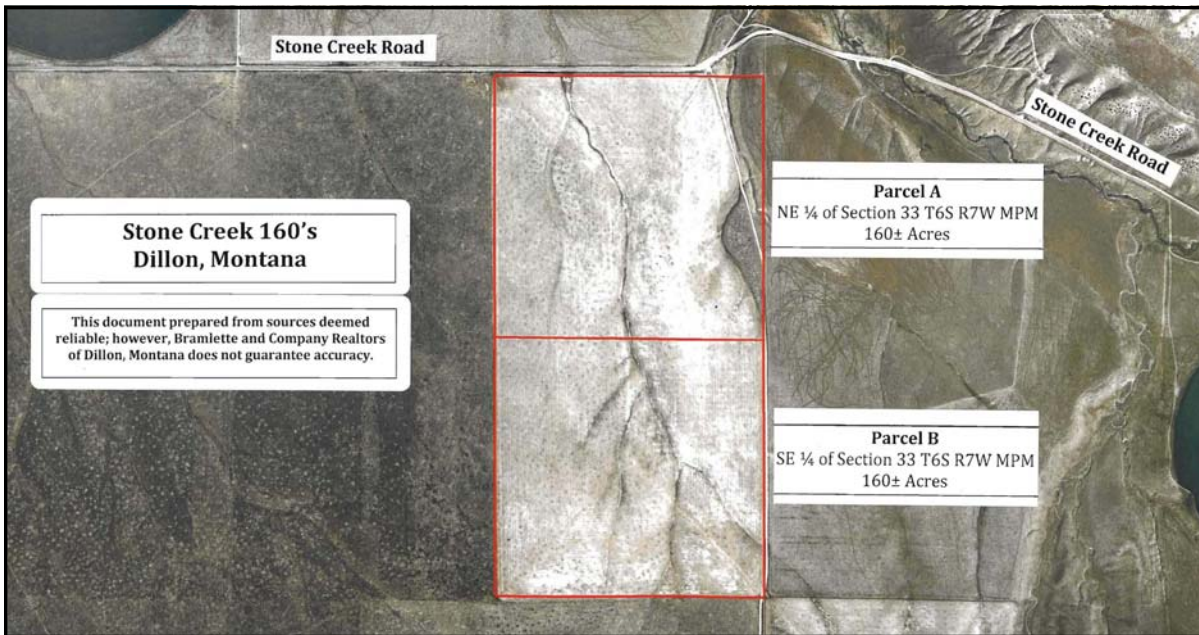 Stone Creek Road
Stone Creek Road
Stone Creek 160's
Dillon, Montana
This document prepared from sources deemed
reliable; however, Bramlette and Company Realtors
of Dillon, Montana does not guarantee accuracy.
Parcel A
NE ¼ of Section 33 T6S R7W MPM
160± Acres
Parcel B
SE ¼ of Section 33 T6S R7W MPM
160± Acres